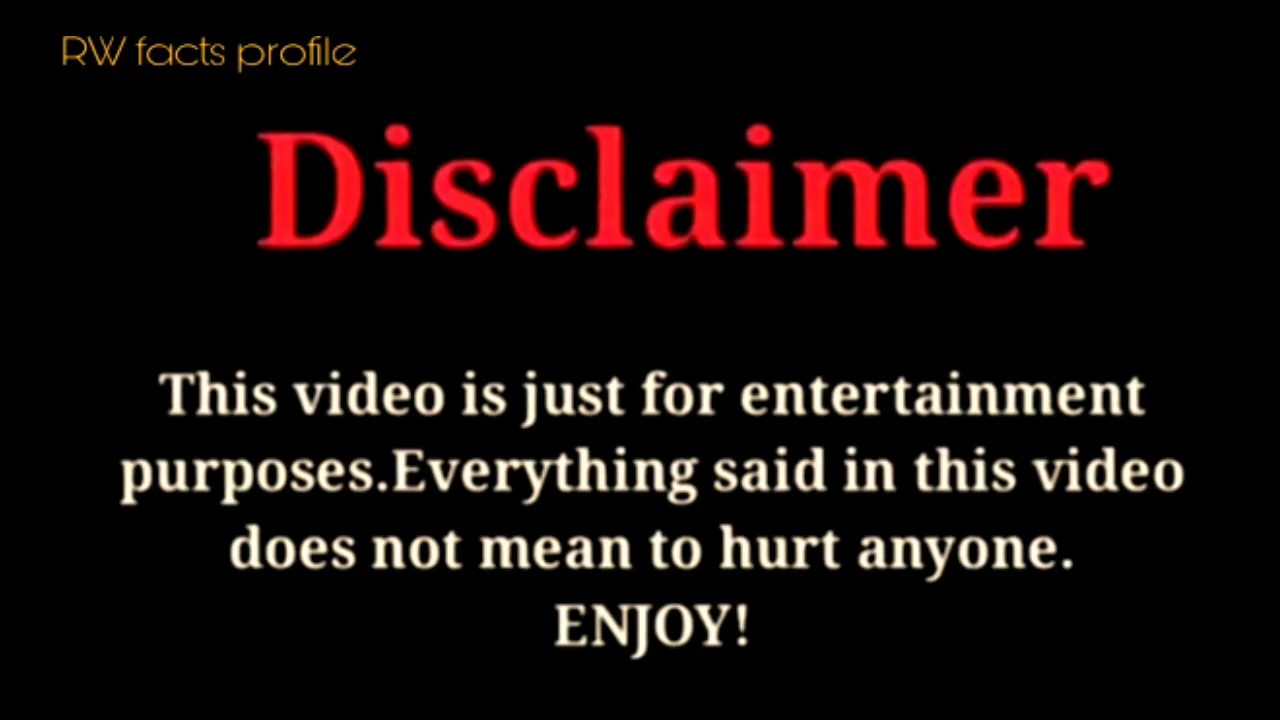 RW facts profile
Disclaimer
This video is just for entertainment
purposes.Everything said in this video
does not mean to hurt anyone.
ENJOY!